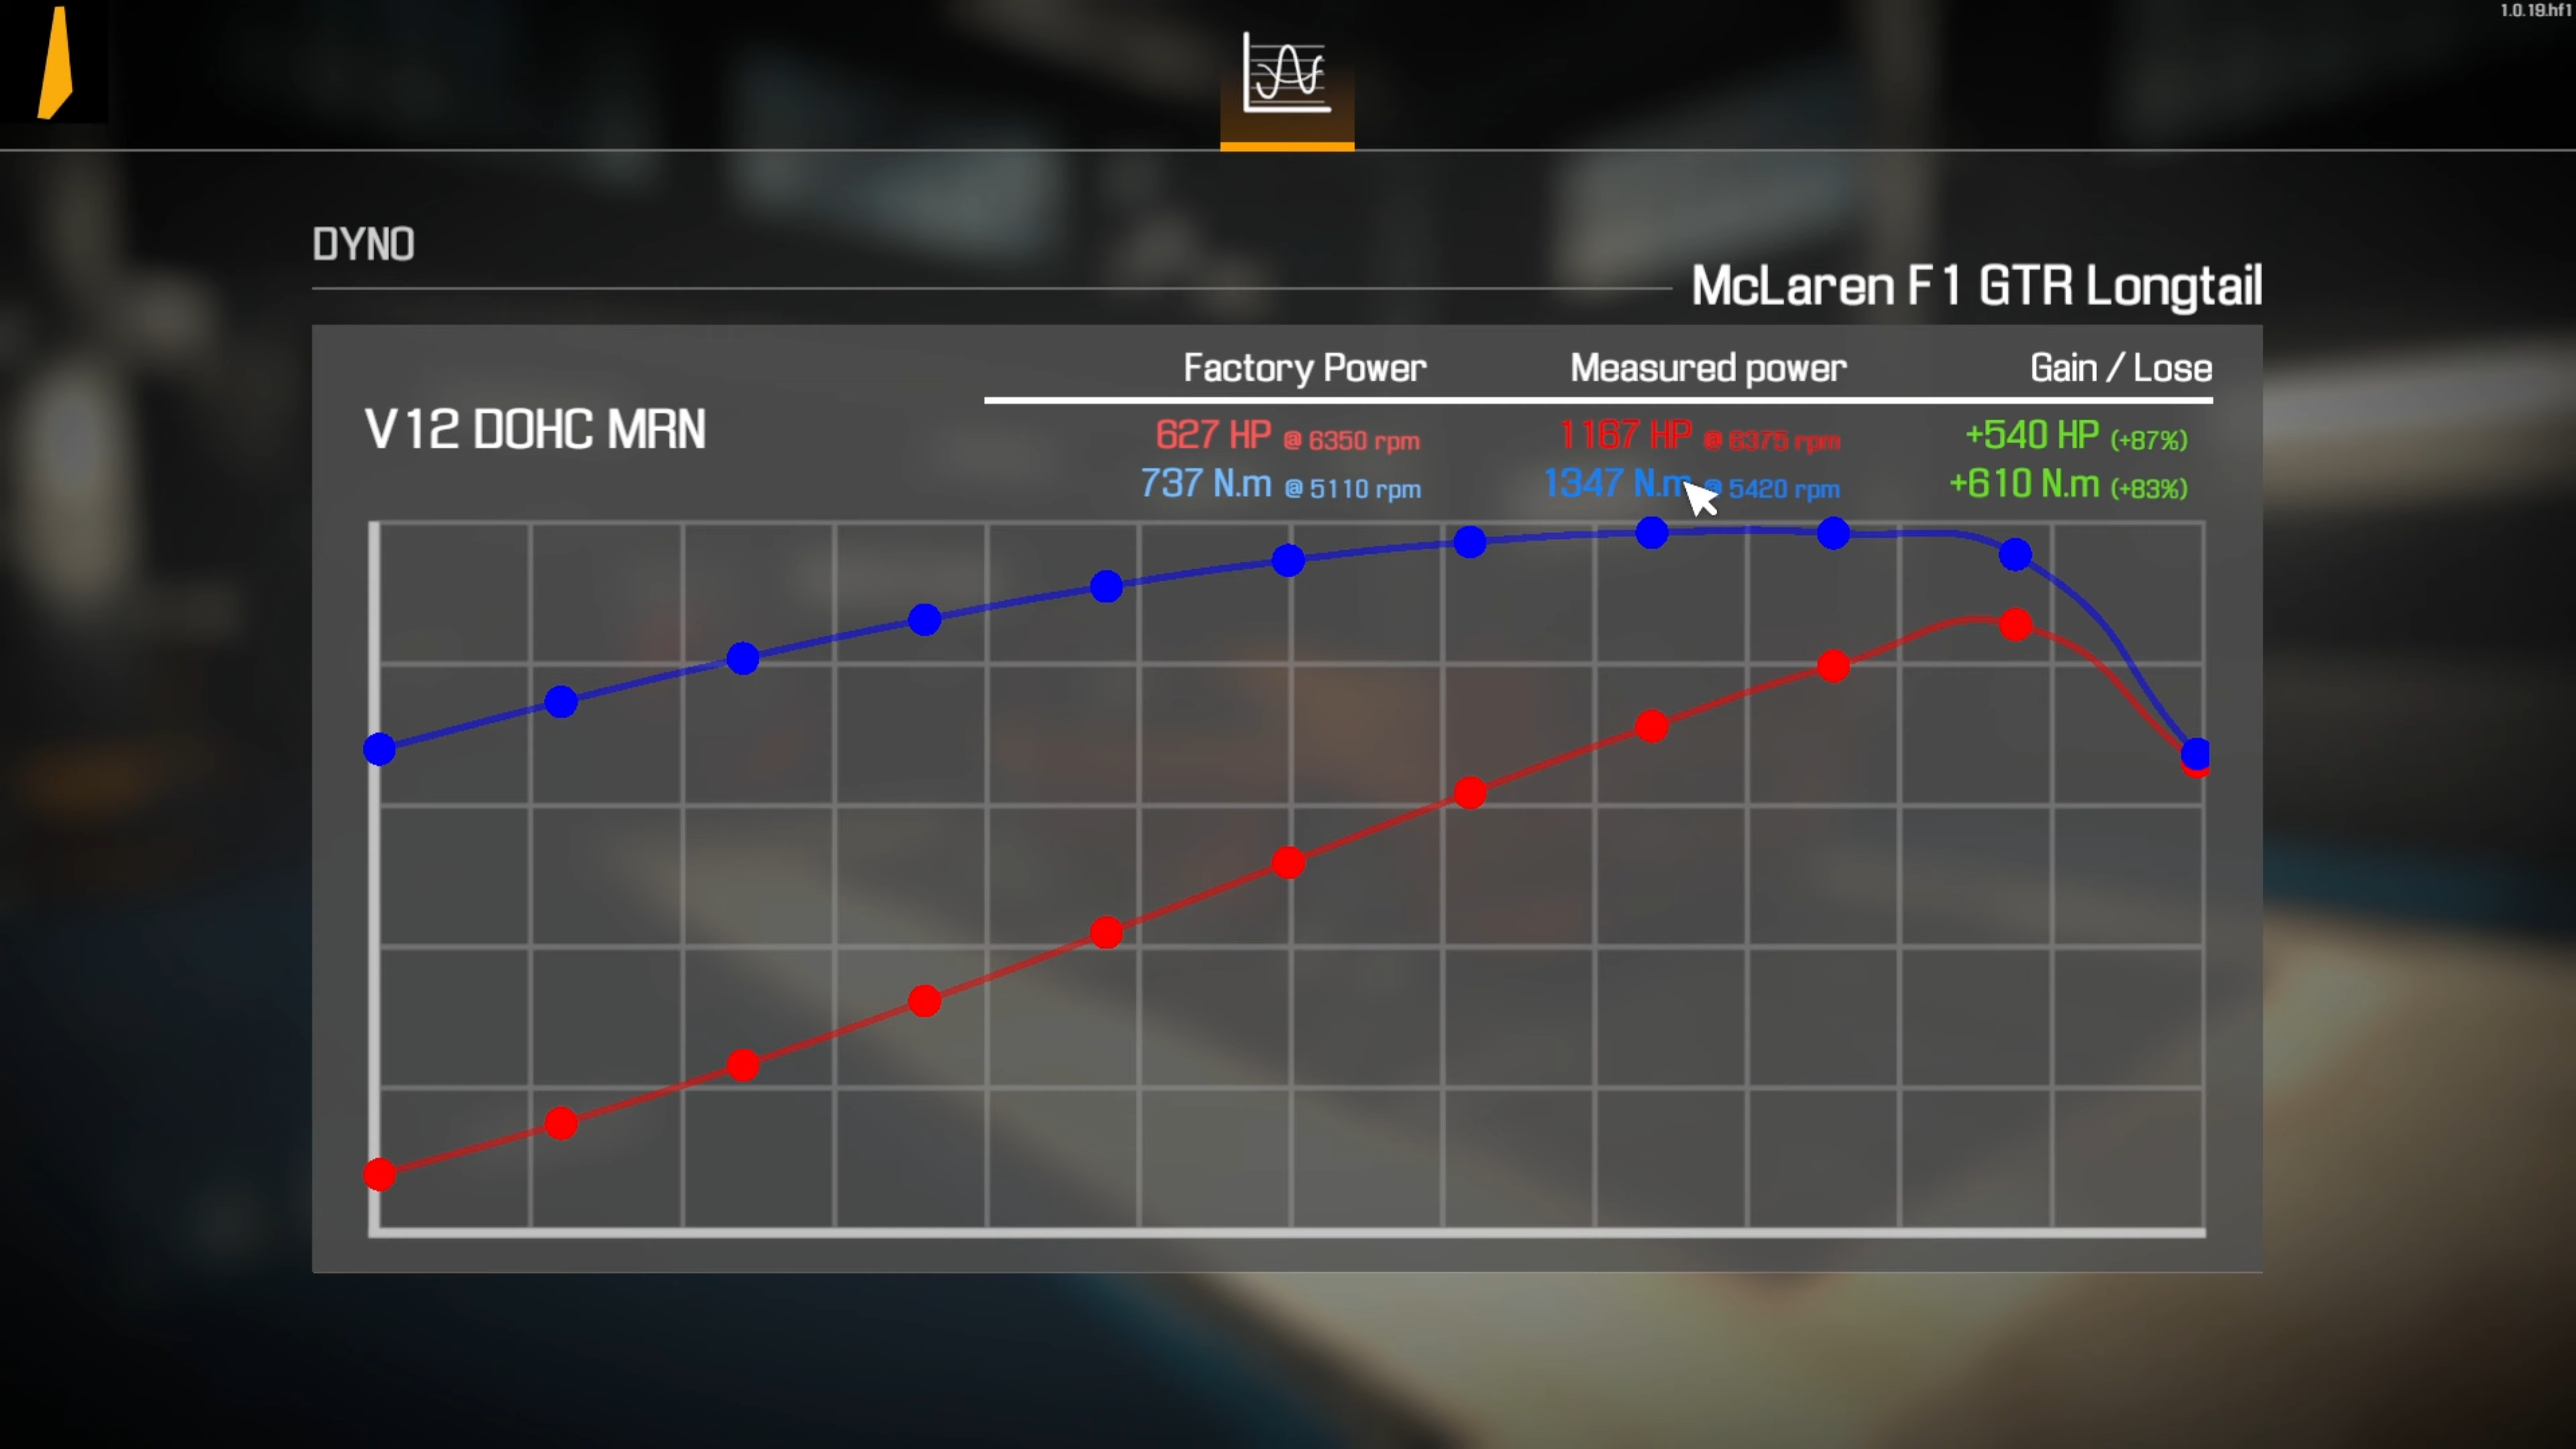 1.0.19.hf1
DYNO
McLaren F1 GTR Longtail
Factory Power Measured power Gain / Lose
V12 DOHC MRN
627 HP @ 6350 rpm 1167 HP @ 6375 rpm +540 HP (+87%)
737 N.m @ 5110 rpm 1347 N.m @ 5420 rpm +610 N.m (+83%)